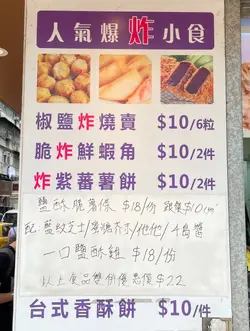 人氣爆炸小食
椒鹽炸燒賣 $10/6粒
脆炸鮮蝦角 $10/2件
炸紫蕃薯餅 $10/2件
鹽酥脆薯條 $18/份
配:
一口鹽酥雞 $18/份
以上食品雙併優惠價$22
台式香酥餅 $10/件